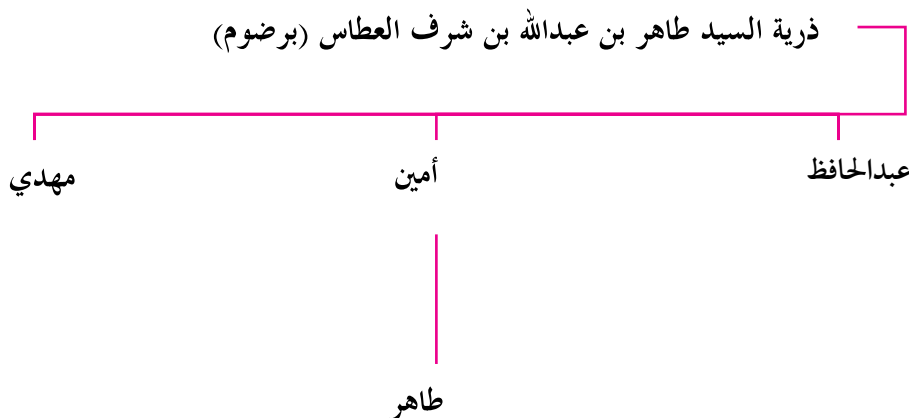 ذرية السيد طاهر بن عبدالله بن شرف العطاس (برضوم)
عبدالحافظ أمين مهدي
طاهر